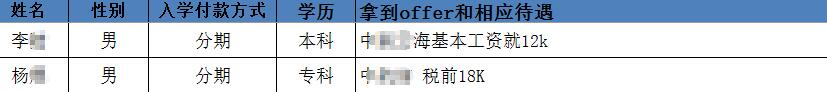 姓名 性别 入学付款方式 学历 拿到offer和相应待遇
李 男 分期 本科 中 海基本工资就12k
杨 男 分期 专科 中 税前18K